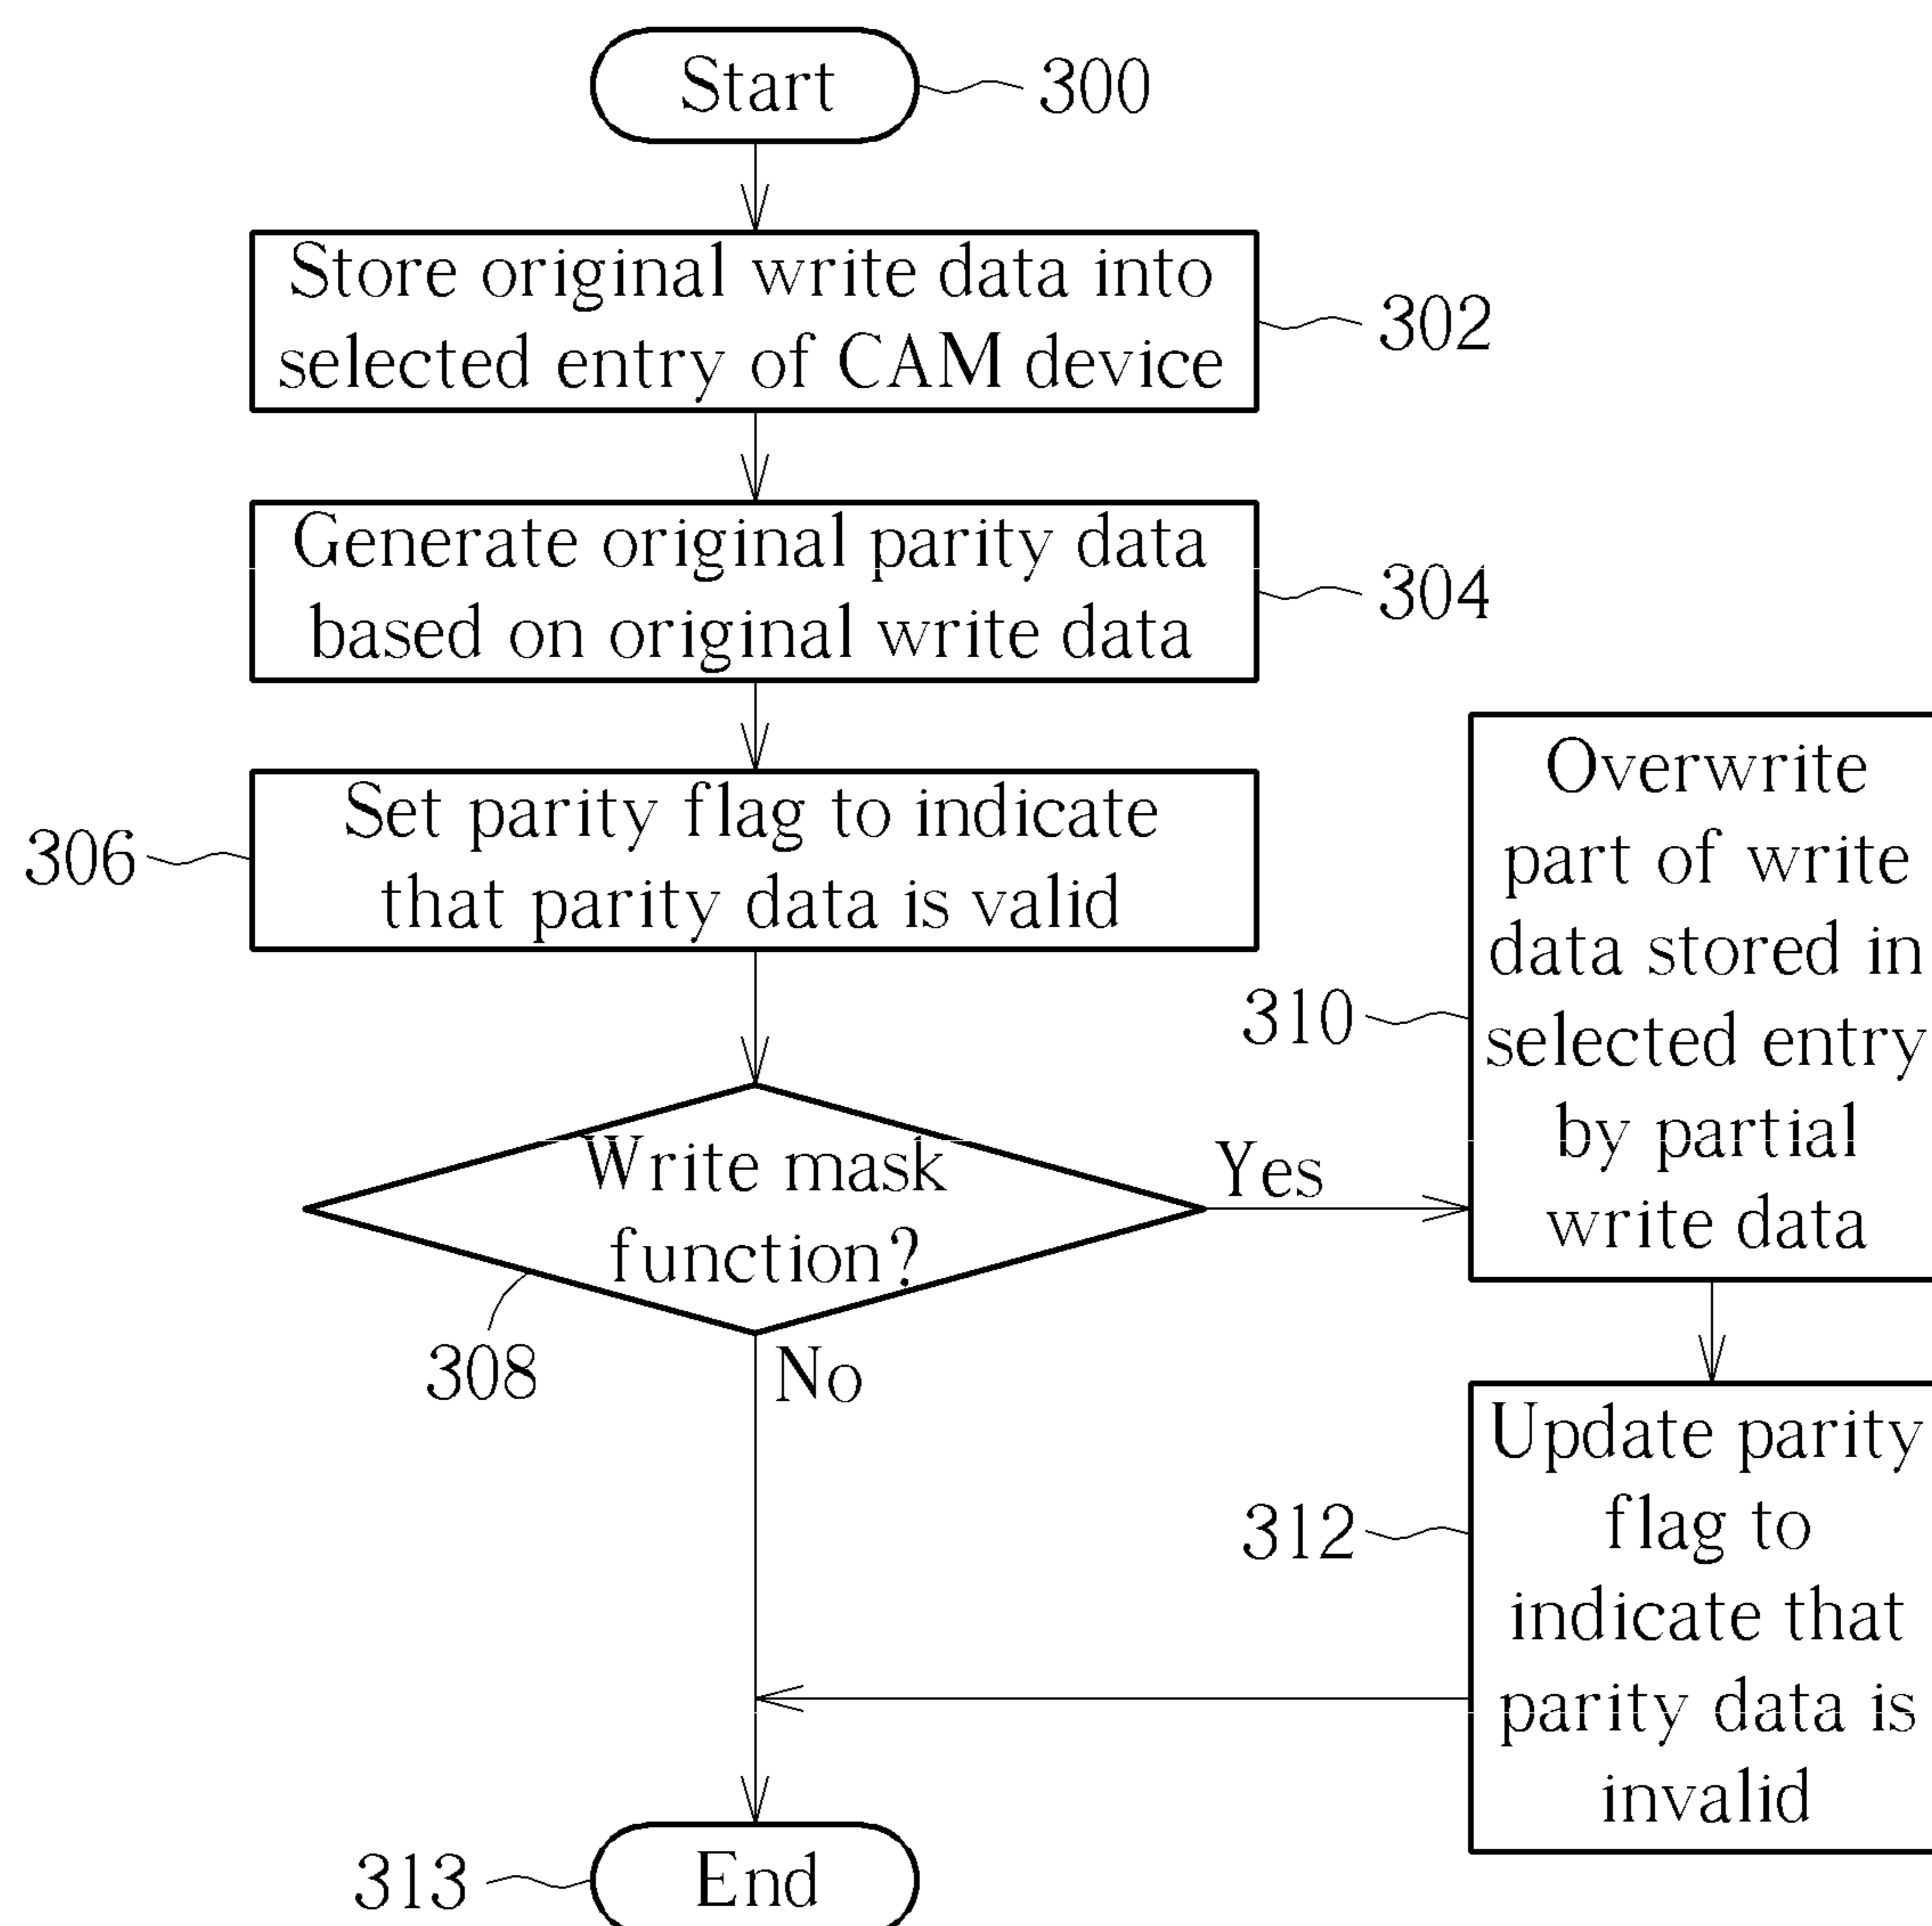 Start
300
Store original write data into
selected entry of CAM device
302
Generate original parity data
based on original write data
304
Set parity flag to indicate
that parity data is valid
306
Write mask
function?
308
Yes
No
Overwrite
part of write
data stored in
selected entry
by partial
write data
310
Update parity
flag to
indicate that
parity data is
invalid
312
End
313